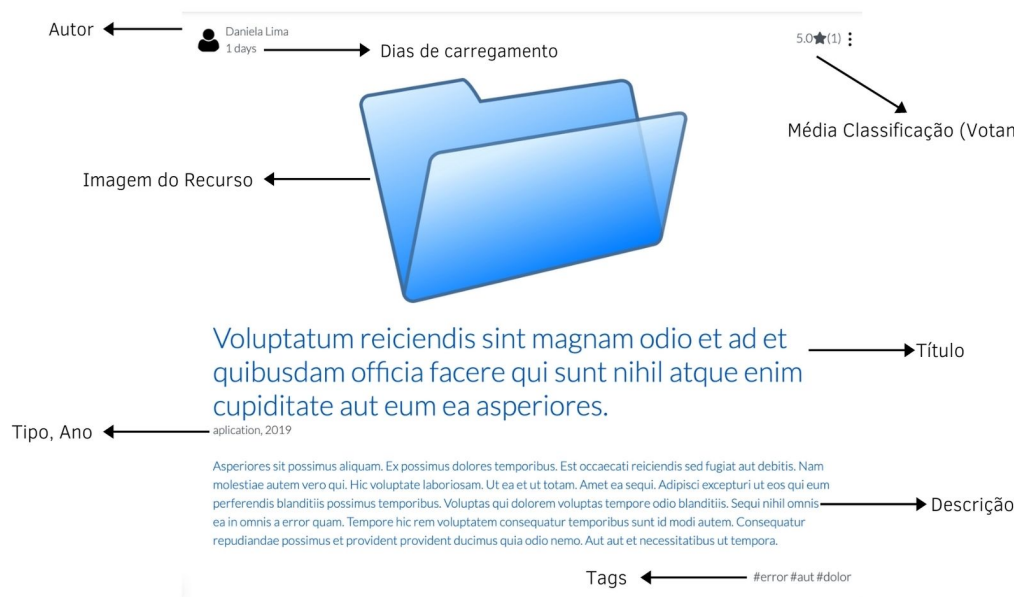 Autor
Daniela Lima
1 days
Dias de carregamento
5.0 (1)
Média Classificação (Votan
Imagem do Recurso
Voluptatum reiciendis sint magnam odio et ad et
quibusdam officia facere qui sunt nihil atque enim
cupiditate aut eum ea asperiores.
Título
Tipo, Ano
aplication, 2019
Asperiores sit possimus aliquam. Ex possimus dolores temporibus. Est occaecati reiciendis sed fugiat aut debitis. Nam
molestiae autem vero qui. Hic voluptate laboriosam. Ut ea et ut totam. Amet ea sequi. Adipisci excepturi ut eos qui eum
perferendis blanditiis possimus temporibus. Voluptas qui dolorem voluptas tempore odio blanditiis. Sequi nihil omnis
ea in omnis a error quam. Tempore hic rem voluptatem consequatur temporibus sunt id modi autem. Consequatur
repudiandae possimus et provident provident ducimus quia odio nemo. Aut aut et necessitatibus ut tempora.
Descrição
Tags
#error #aut #dolor